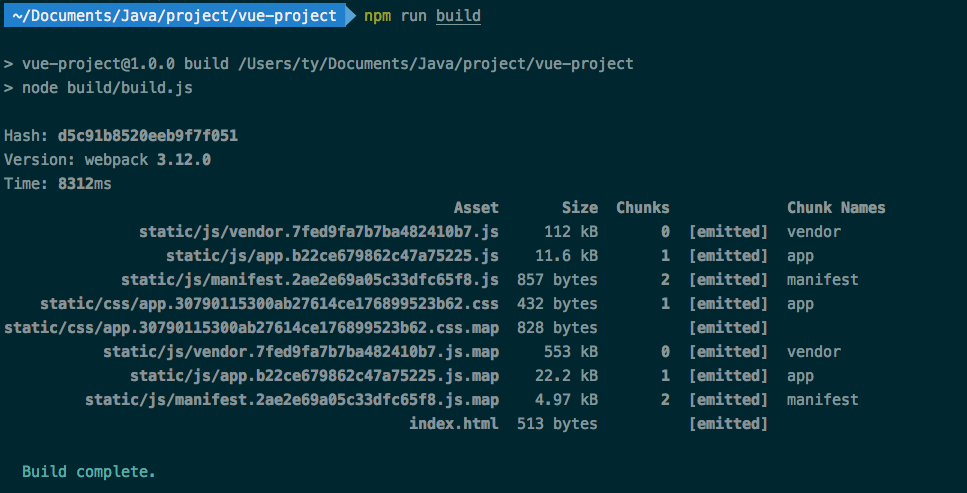 ~/Documents/Java/project/vue-project npm run build
> vue-project@1.0.0 build /Users/ty/Documents/Java/project/vue-project
> node build/build.js
Hash: d5c91b8520eeb9f7f051
Version: webpack 3.12.0
Time: 8312ms
Asset Size Chunks Chunk Names
static/js/vendor.7fed9fa7b7ba482410b7.js 112 kB 0 [emitted] vendor
static/js/app.b22ce679862c47a75225.js 11.6 kB 1 [emitted] app
static/js/manifest.2ae2e69a05c33dfc65f8.js 857 bytes 2 [emitted] manifest
static/css/app.30790115300ab27614ce176899523b62.css 432 bytes 1 [emitted] app
static/css/app.30790115300ab27614ce176899523b62.css.map 828 bytes [emitted]
static/js/vendor.7fed9fa7b7ba482410b7.js.map 553 kB 0 [emitted] vendor
static/js/app.b22ce679862c47a75225.js.map 22.2 kB 1 [emitted] app
static/js/manifest.2ae2e69a05c33dfc65f8.js.map 4.97 kB 2 [emitted] manifest
index.html 513 bytes [emitted]
Build complete.